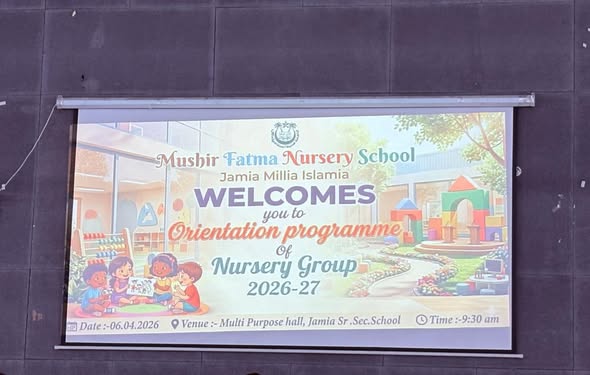 Mushir Fatma Nursery School
Jamia Millia Islamia
WELCOMES
you to
Orientation programme
Of
Nursery Group
2026-27
Date :-06.04.2026 Venue :- Multi Purpose hall, Jamia Sr .Sec.School Time :-9:30 am